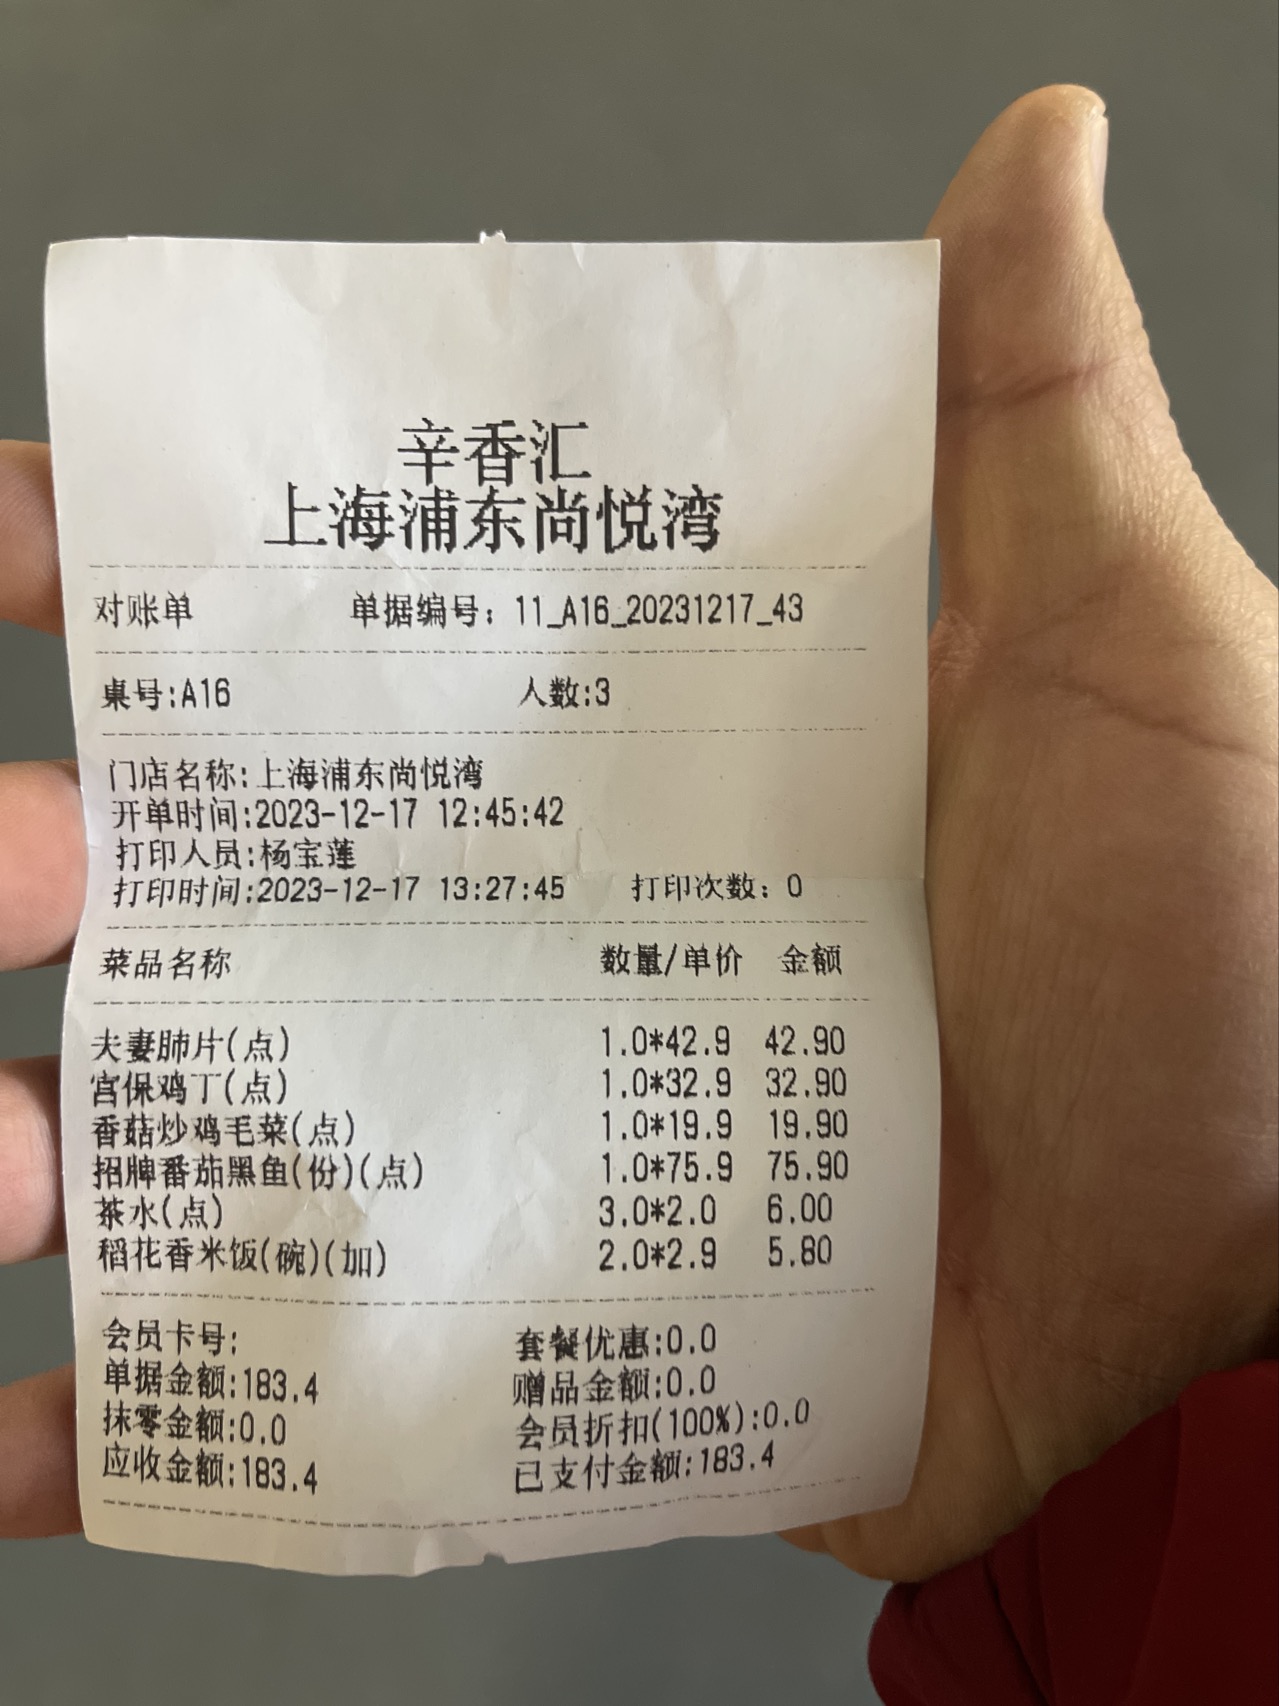 辛香汇
上海浦东尚悦湾
对账单 单据编号：11_A16_20231217_43
桌号:A16 人数:3
门店名称:上海浦东尚悦湾
开单时间:2023-12-17 12:45:42
打印人员:杨宝莲
打印时间:2023-12-17 13:27:45 打印次数：0
菜品名称 数量/单价 金额
夫妻肺片(点) 1.0*42.9 42.90
宫保鸡丁(点) 1.0*32.9 32.90
香菇炒鸡毛菜(点) 1.0*19.9 19.90
招牌番茄黑鱼(份)(点) 1.0*75.9 75.90
茶水(点) 3.0*2.0 6.00
稻花香米饭(碗)(加) 2.0*2.9 5.80
会员卡号: 套餐优惠:0.0
单据金额:183.4 赠品金额:0.0
抹零金额:0.0 会员折扣(100%):0.0
应收金额:183.4 已支付金额:183.4